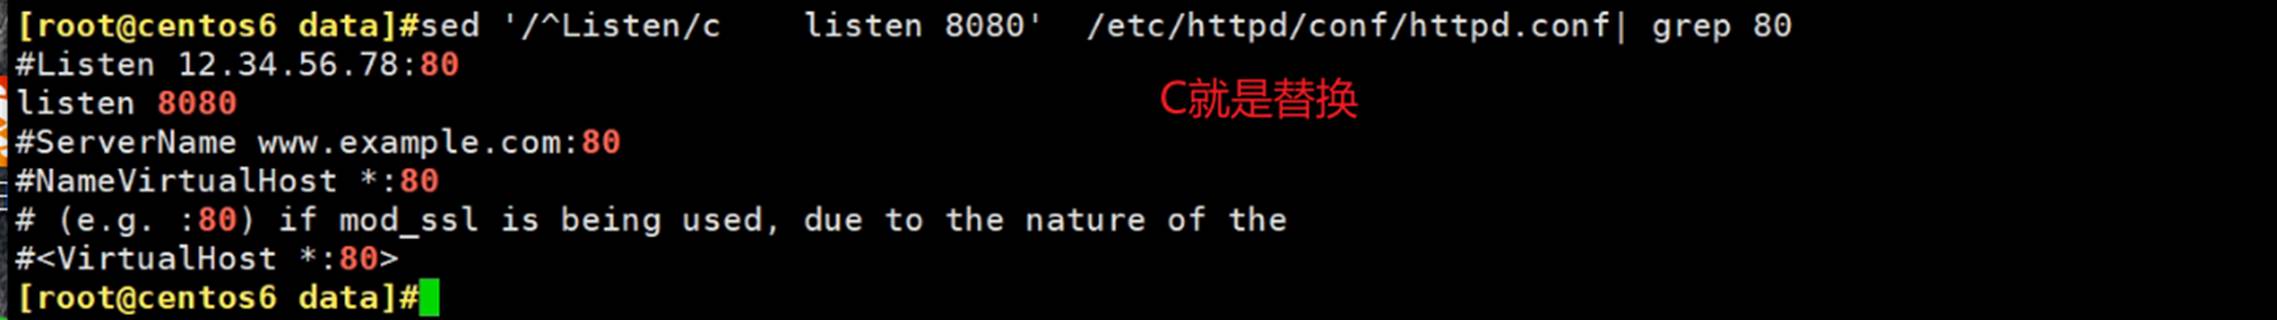 [root@centos6 data]#sed '/^Listen/c    listen 8080'  /etc/httpd/conf/httpd.conf| grep 80
#Listen 12.34.56.78:80
listen 8080
C就是替换
#ServerName www.example.com:80
#NameVirtualHost *:80
# (e.g. :80) if mod_ssl is being used, due to the nature of the
#<VirtualHost *:80>
[root@centos6 data]#